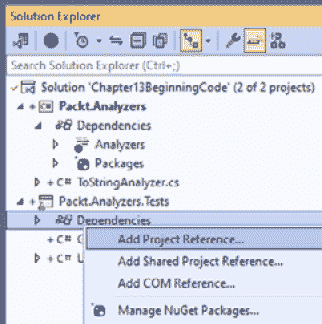 Solution Explorer
Search Solution Explorer (Ctrl+;)
Solution 'Chapter13BeginningCode' (2 of 2 projects)
Packt.Analyzers
Dependencies
Analyzers
Packages
C# ToStringAnalyzer.cs
Packt.Analyzers.Tests
Dependencies
C# G
Add Project Reference...
Add Shared Project Reference...
C# U
Add COM Reference...
Manage NuGet Packages...